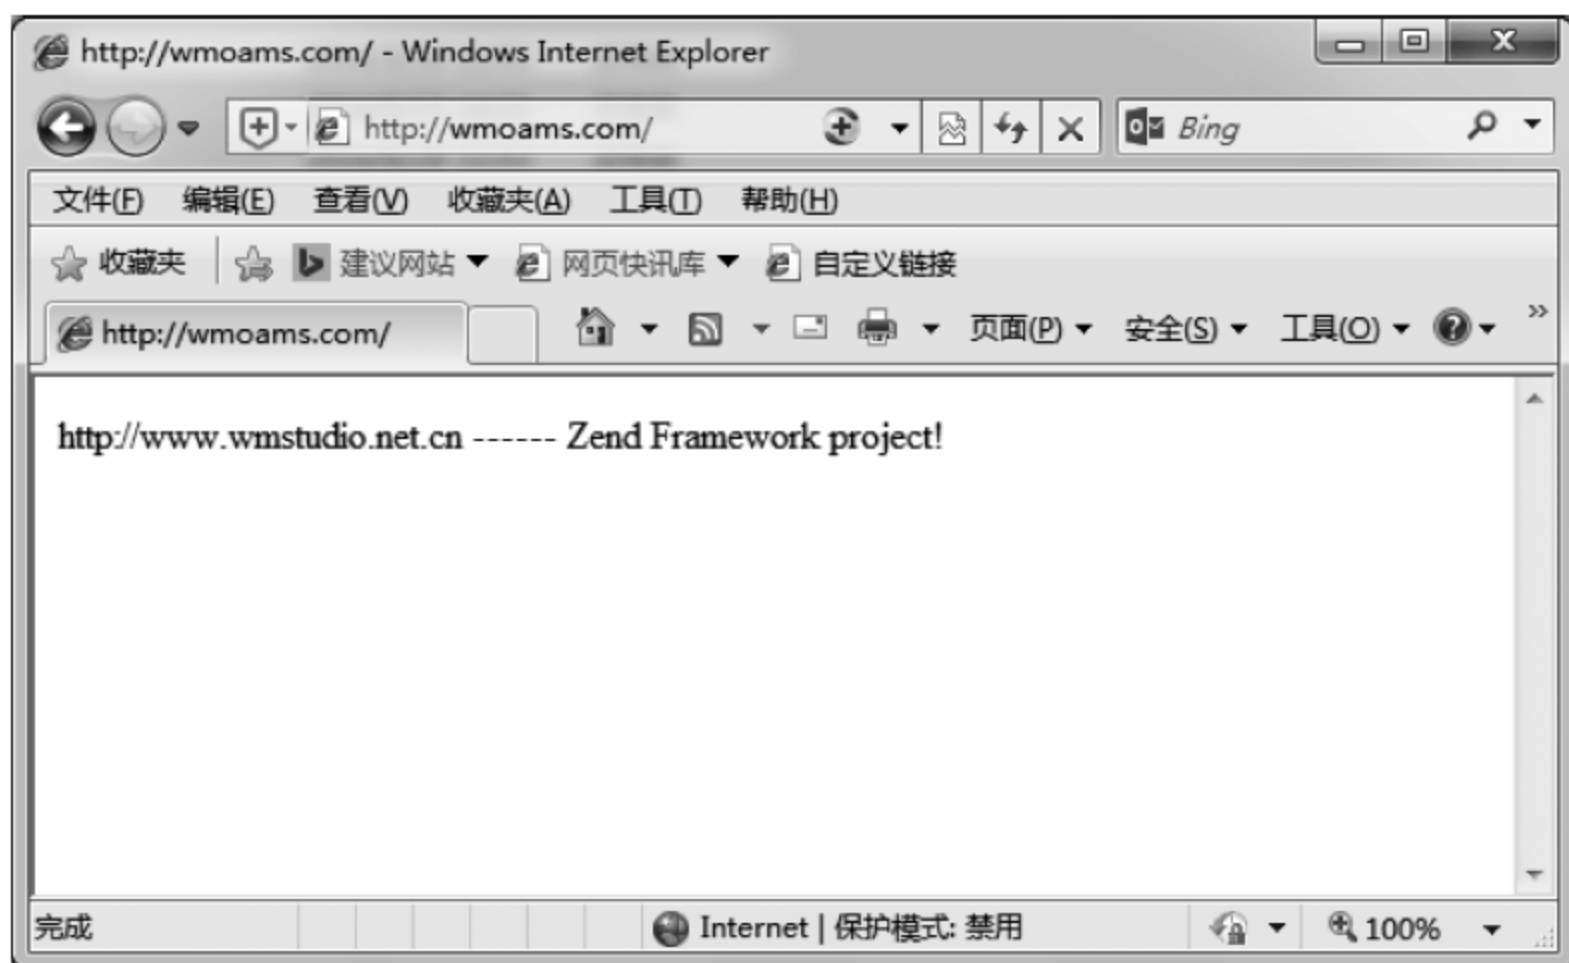 http://wmoams.com/ - Windows Internet Explorer
http://wmoams.com/ Bing
文件(F) 编辑(E) 查看(V) 收藏夹(A) 工具(T) 帮助(H)
收藏夹 建议网站 网页快讯库 自定义链接
http://wmoams.com/ 页面(P) 安全(S) 工具(O)
http://www.wmstudio.net.cn ------ Zend Framework project!
完成 Internet | 保护模式: 禁用 100%